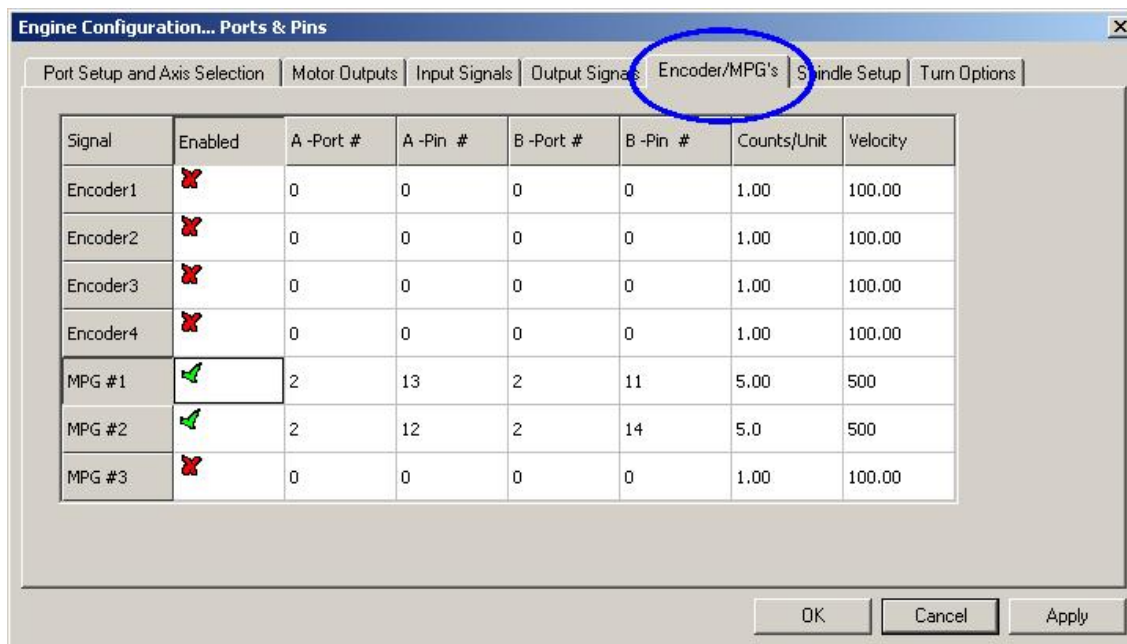 Engine Configuration... Ports & Pins
Port Setup and Axis Selection Motor Outputs Input Signals Output Signals Encoder/MPG's Spindle Setup Turn Options
Signal Enabled A -Port # A -Pin # B -Port # B -Pin # Counts/Unit Velocity
Encoder1 0 0 0 0 1.00 100.00
Encoder2 0 0 0 0 1.00 100.00
Encoder3 0 0 0 0 1.00 100.00
Encoder4 0 0 0 0 1.00 100.00
MPG #1 2 13 2 11 5.00 500
MPG #2 2 12 2 14 5.0 500
MPG #3 0 0 0 0 1.00 100.00
OK Cancel Apply